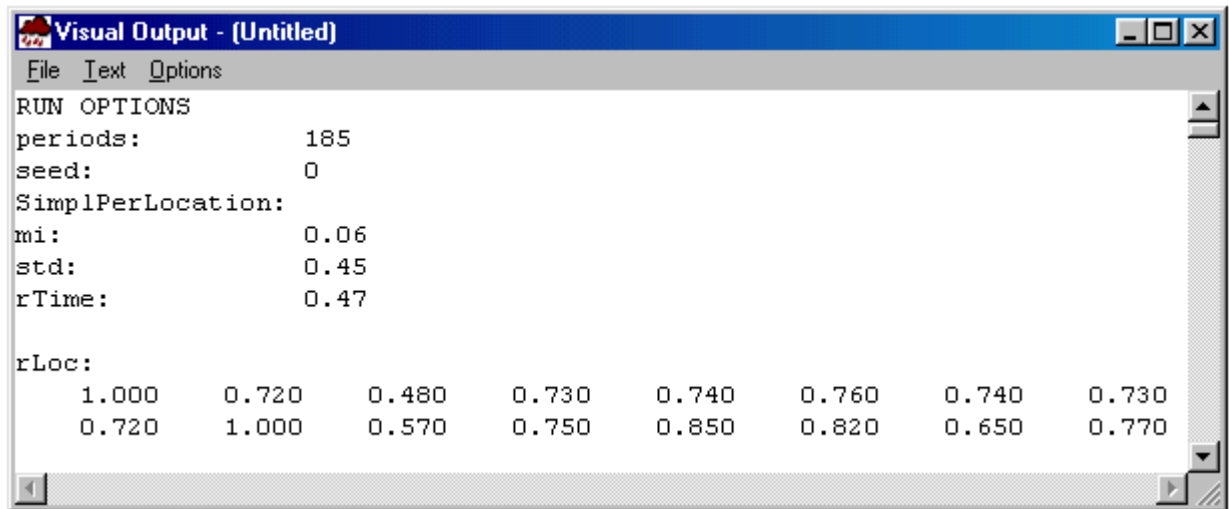 Visual Output - (Untitled)
File Text Options
RUN OPTIONS
periods: 185
seed: 0
SimplPerLocation:
mi: 0.06
std: 0.45
rTime: 0.47
rLoc:
1.000 0.720 0.480 0.730 0.740 0.760 0.740 0.730
0.720 1.000 0.570 0.750 0.850 0.820 0.650 0.770